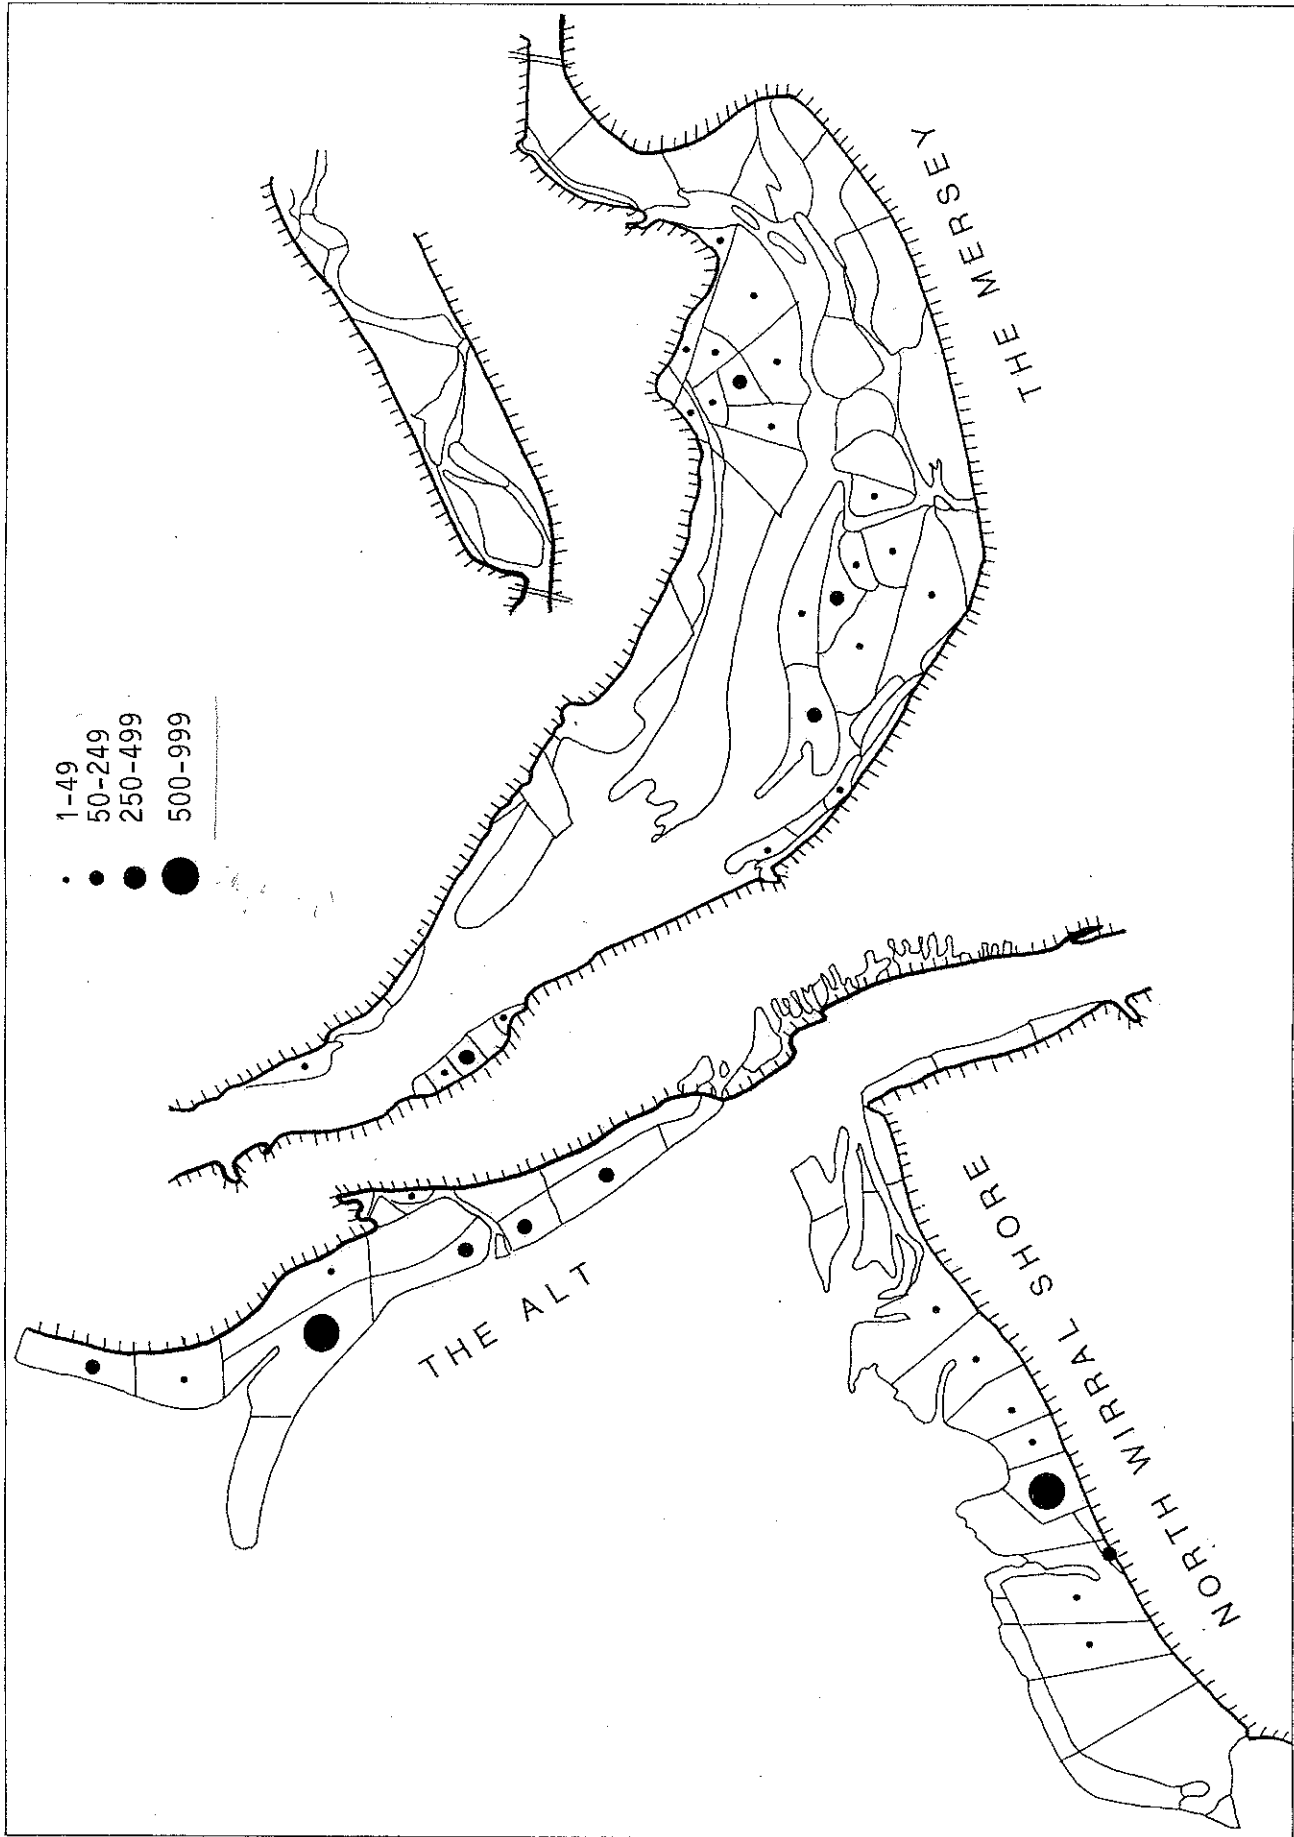 1-49
50-249
250-499
500-999
THE MERSEY
THE ALT
NORTH WIRRAL SHORE